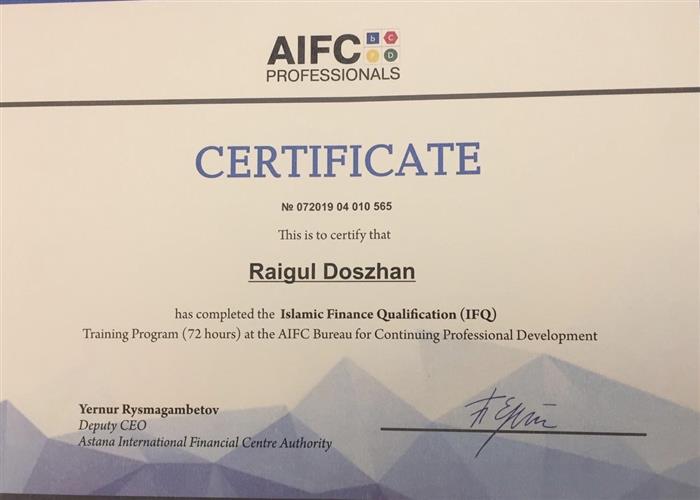 AIFC
b C
F D
PROFESSIONALS
CERTIFICATE
№ 072019 04 010 565
This is to certify that
Raigul Doszhan
has completed the Islamic Finance Qualification (IFQ)
Training Program (72 hours) at the AIFC Bureau for Continuing Professional Development
Yernur Rysmagambetov
Deputy CEO
Astana International Financial Centre Authority